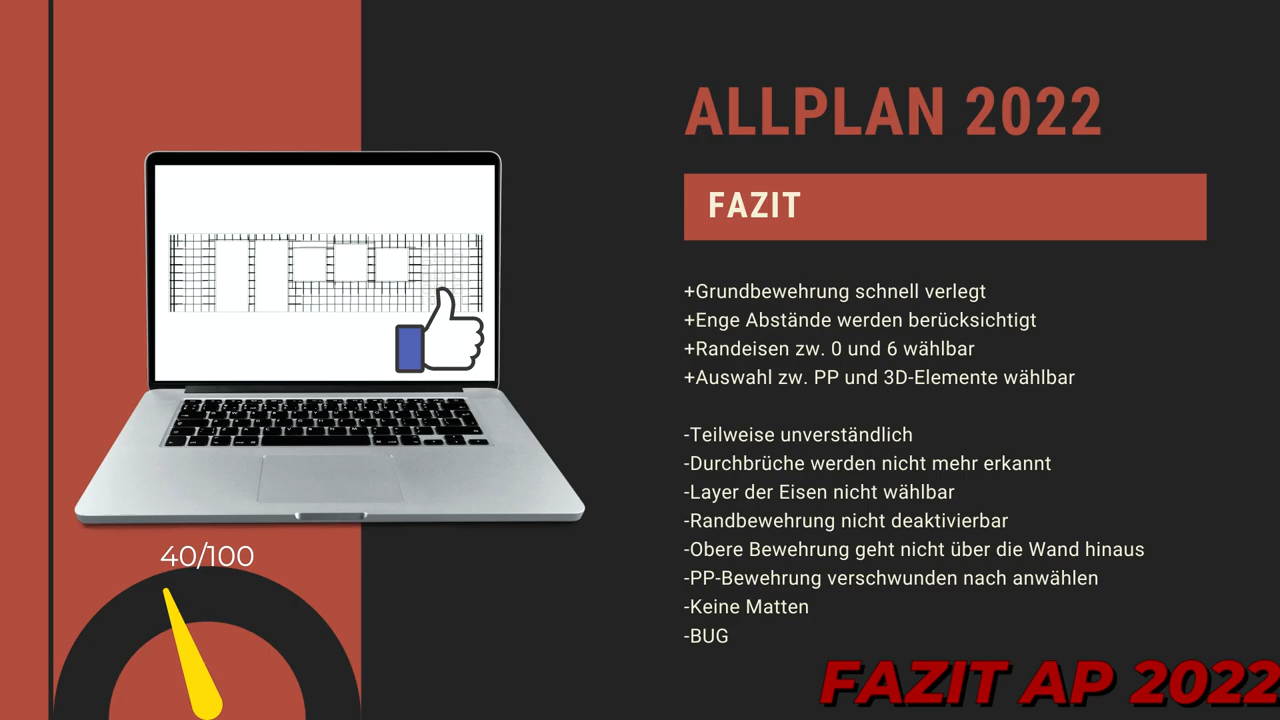 ALLPLAN 2022
FAZIT
+Grundbewehrung schnell verlegt
+Enge Abstände werden berücksichtigt
+Randeisen zw. 0 und 6 wählbar
+Auswahl zw. PP und 3D-Elemente wählbar
-Teilweise unverständlich
-Durchbrüche werden nicht mehr erkannt
-Layer der Eisen nicht wählbar
-Randbewehrung nicht deaktivierbar
-Obere Bewehrung geht nicht über die Wand hinaus
-PP-Bewehrung verschwunden nach anwählen
-Keine Matten
-BUG
40/100
FAZIT AP 2022